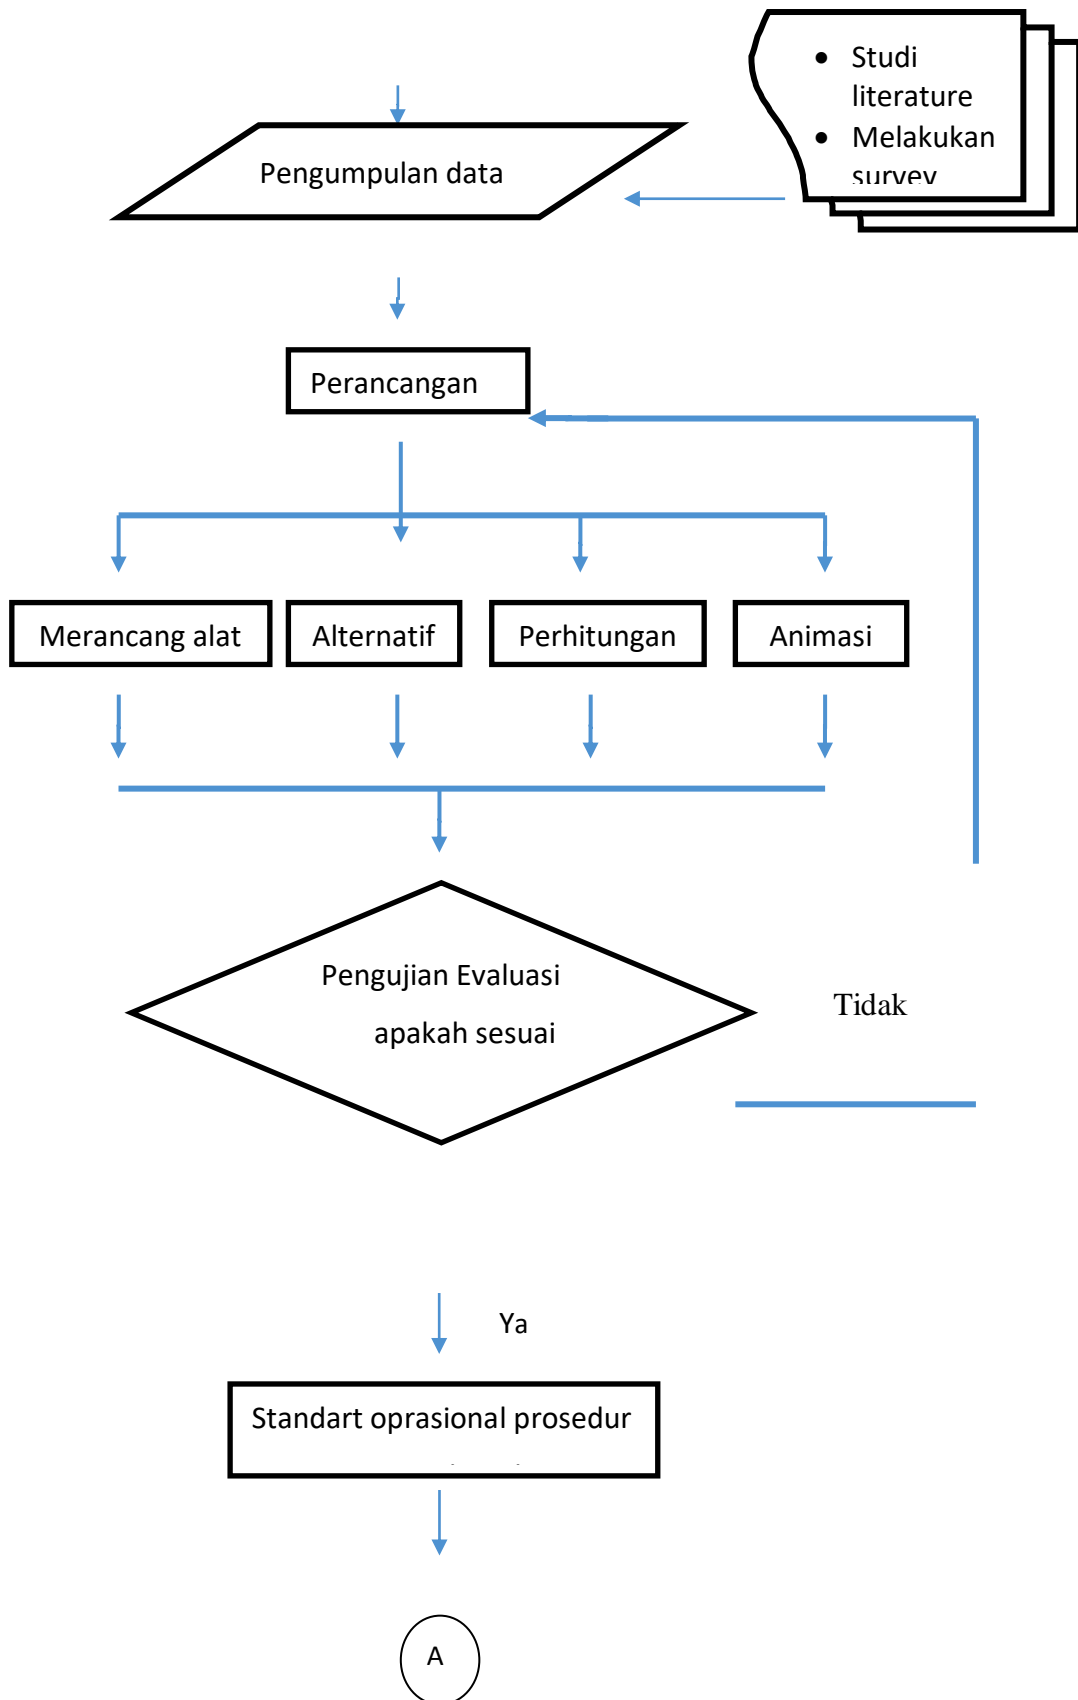 • Studi
literature
• Melakukan
survey
Pengumpulan data
Perancangan
Merancang alat
Alternatif
Perhitungan
Animasi
Pengujian Evaluasi
apakah sesuai
Tidak
Ya
Standart oprasional prosedur
A